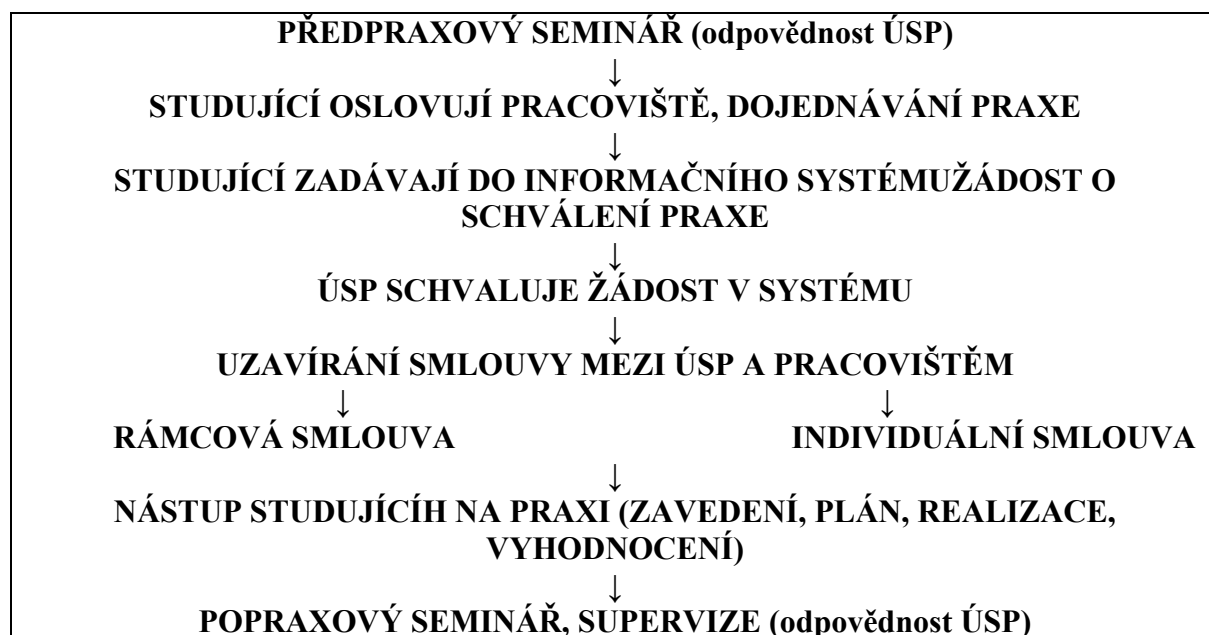 PŘEDPRAXOVÝ SEMINÁŘ (odpovědnost ÚSP)
↓
STUDUJÍCÍ OSLOVUJÍ PRACOVIŠTĚ, DOJEDNÁVÁNÍ PRAXE
↓
STUDUJÍCÍ ZADÁVAJÍ DO INFORMAČNÍHO SYSTÉMUŽÁDOST O
SCHVÁLENÍ PRAXE
↓
ÚSP SCHVALUJE ŽÁDOST V SYSTÉMU
↓
UZAVÍRÁNÍ SMLOUVY MEZI ÚSP A PRACOVIŠTĚM
↓ ↓
RÁMCOVÁ SMLOUVA INDIVIDUÁLNÍ SMLOUVA
↓
NÁSTUP STUDUJÍCÍH NA PRAXI (ZAVEDENÍ, PLÁN, REALIZACE,
VYHODNOCENÍ)
↓
POPRAXOVÝ SEMINÁŘ, SUPERVIZE (odpovědnost ÚSP)